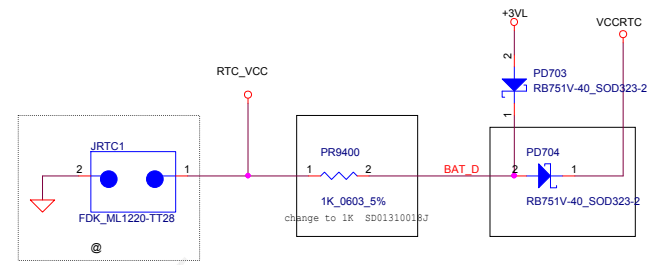 +3VL
VCCRTC
RTC_VCC
2
PD703
RB751V-40_SOD323-2
1
JRTC1
2
1
FDK_ML1220-TT28
@
PR9400
1
2
1K_0603_5%
change to 1K SD01310018J
BAT_D
PD704
2
1
RB751V-40_SOD323-2